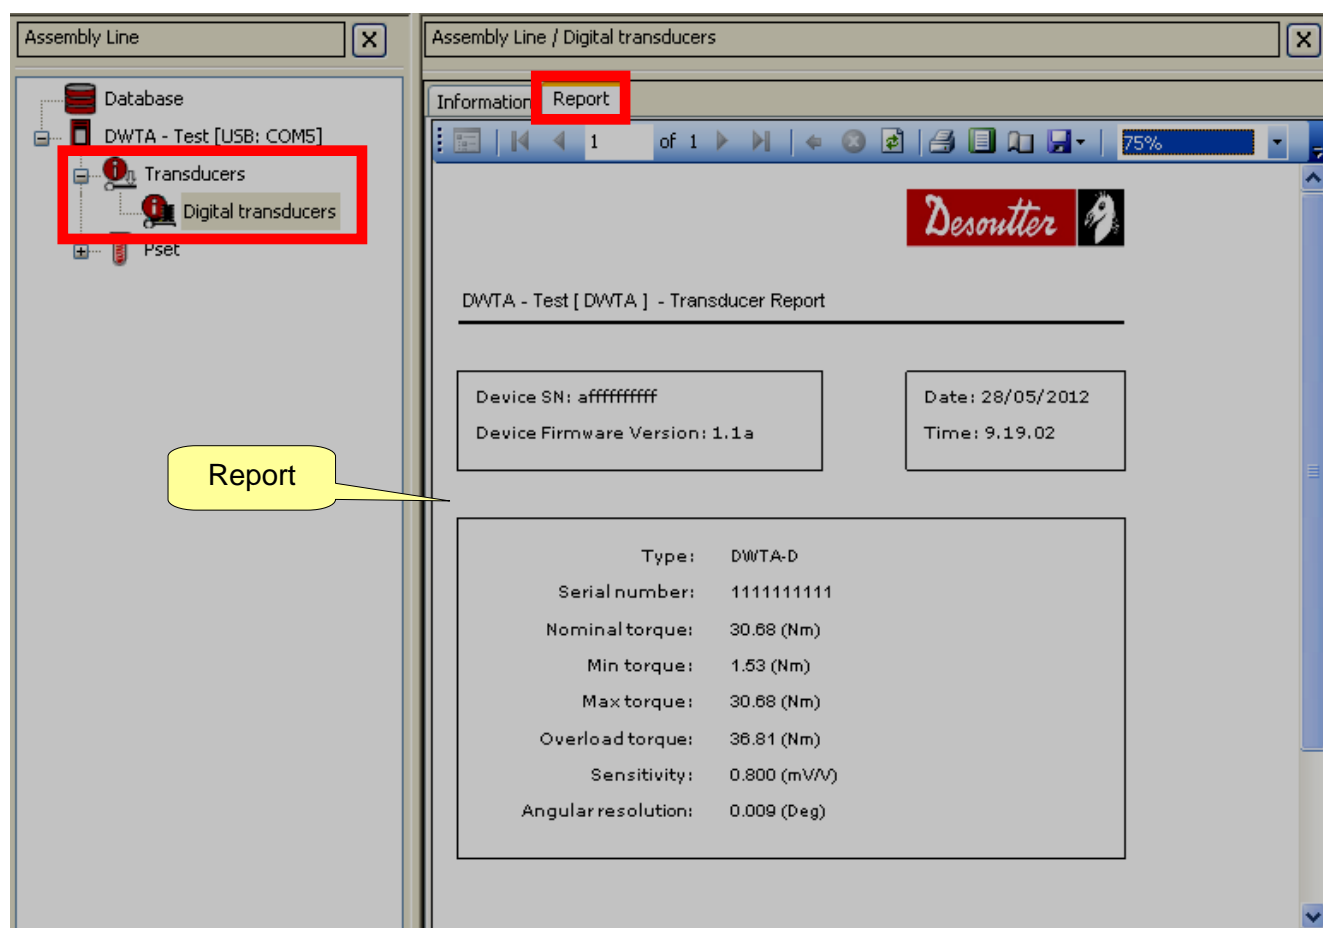 Assembly Line
Database
DWTA - Test [USB: COM5]
Transducers
Digital transducers
Pset
Report
Assembly Line / Digital transducers
Information Report
1 of 1 75%
Desoutter
DWTA - Test [ DWTA ] - Transducer Report
Device SN: affffffffff
Device Firmware Version: 1.1a
Date: 28/05/2012
Time: 9.19.02
Type: DWTA-D
Serial number: 1111111111
Nominal torque: 30.68 (Nm)
Min torque: 1.53 (Nm)
Max torque: 30.68 (Nm)
Overload torque: 36.81 (Nm)
Sensitivity: 0.800 (mV/V)
Angular resolution: 0.009 (Deg)